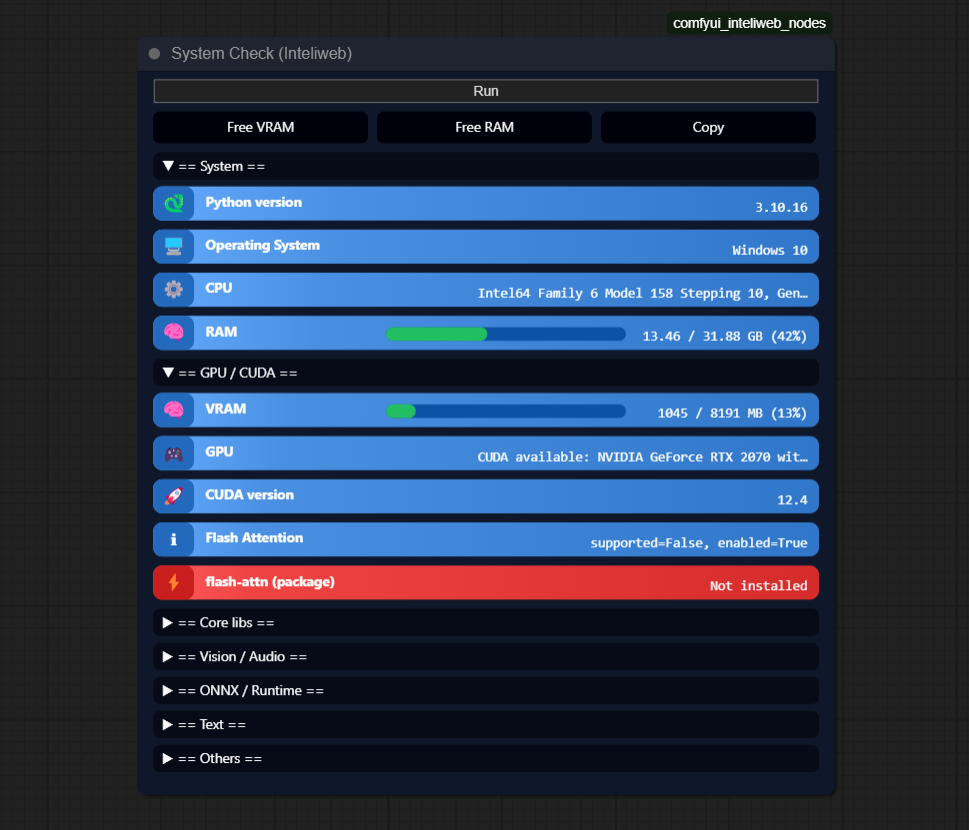 comfyui_inteliweb_nodes
System Check (Inteliweb)
Run
Free VRAM Free RAM Copy
▼ == System ==
Python version 3.10.16
Operating System Windows 10
CPU Intel64 Family 6 Model 158 Stepping 10, Gen…
RAM 13.46 / 31.88 GB (42%)
▼ == GPU / CUDA ==
VRAM 1045 / 8191 MB (13%)
GPU CUDA available: NVIDIA GeForce RTX 2070 wit…
CUDA version 12.4
i Flash Attention supported=False, enabled=True
flash-attn (package) Not installed
▶ == Core libs ==
▶ == Vision / Audio ==
▶ == ONNX / Runtime ==
▶ == Text ==
▶ == Others ==